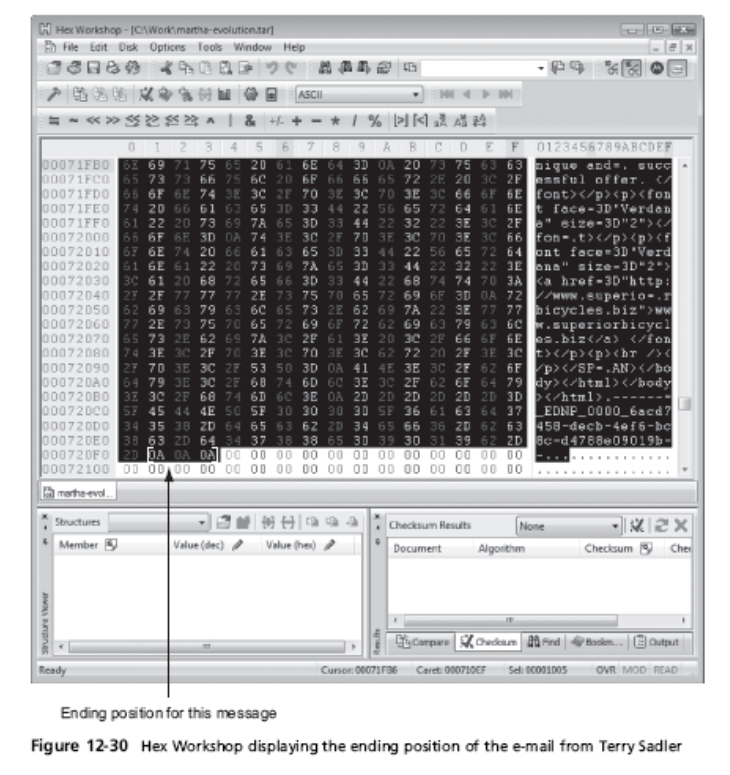 Hex Workshop - [C:\Work\martha-evolution.tar]
File Edit Disk Options Tools Window Help
ASCII
0 1 2 3 4 5 6 7 8 9 A B C D E F 0123456789ABCDEF
00071FB0 6E 69 71 75 65 20 61 6E 64 3D 0A 20 73 75 63 63 nique and=. succ
00071FC0 65 73 73 66 75 6C 20 6F 66 66 65 72 2E 20 3C 2F essful offer. </
00071FD0 66 6F 6E 74 3E 3C 2F 70 3E 3C 70 3E 3C 66 6F 6E font></p><p><fon
00071FE0 74 20 66 61 63 65 3D 33 44 22 56 65 72 64 61 6E t face=3D"Verdan
00071FF0 61 22 20 73 69 7A 65 3D 33 44 22 32 22 3E 3C 2F a" size=3D"2"></
00072000 66 6F 6E 3D 0A 74 3E 3C 2F 70 3E 3C 70 3E 3C 66 fon=.t></p><p><f
00072010 6F 6E 74 20 66 61 63 65 3D 33 44 22 56 65 72 64 ont face=3D"Verd
00072020 61 6E 61 22 20 73 69 7A 65 3D 33 44 22 32 22 3E ana" size=3D"2">
00072030 3C 61 20 68 72 65 66 3D 33 44 22 68 74 74 70 3A <a href=3D"http:
00072040 2F 2F 77 77 77 2E 73 75 70 65 72 69 6F 3D 0A 72 //www.superio=.r
00072050 62 69 63 79 63 6C 65 73 2E 62 69 7A 22 3E 77 77 bicycles.biz">ww
00072060 77 2E 73 75 70 65 72 69 6F 72 62 69 63 79 63 6C w.superiorbicycl
00072070 65 73 2E 62 69 7A 3C 2F 61 3E 20 3C 2F 66 6F 6E es.biz</a> </fon
00072080 74 3E 3C 2F 70 3E 3C 70 3E 3C 62 72 20 2F 3E 3C t></p><p><br /><
00072090 2F 70 3E 3C 2F 53 50 3D 0A 41 4E 3E 3C 2F 62 6F /p></SP=.AN></bo
000720A0 64 79 3E 3C 2F 68 74 6D 6C 3E 3C 2F 62 6F 64 79 dy></html></body
000720B0 3E 3C 2F 68 74 6D 6C 3E 0A 2D 2D 2D 2D 2D 2D 2D ></html>.-------
000720C0 5F 45 44 4E 50 5F 30 30 30 30 5F 36 61 63 64 37 _EDNP_0000_6acd7
000720D0 34 35 38 2D 64 65 63 62 2D 34 65 66 36 2D 62 63 458-decb-4ef6-bc
000720E0 38 63 2D 64 34 37 38 38 65 30 39 30 31 39 62 2D 8c-d4788e09019b-
000720F0 2D 0A 0A 0A 00 00 00 00 00 00 00 00 00 00 00 00 -...............
00072100 00 00 00 00 00 00 00 00 00 00 00 00 00 00 00 00 ................
martha-evol...
Structures
Member Value (dec) Value (hex)
Structure Viewer
Checksum Results None
Document Algorithm Checksum Chec
Results
Compare Checksum Find Bookm... Output
Ready Cursor: 00071F86 Caret: 000710EF Sel: 00001005 OVR MOD READ
Ending position for this message
Figure 12-30 Hex Workshop displaying the ending position of the e-mail from Terry Sadler